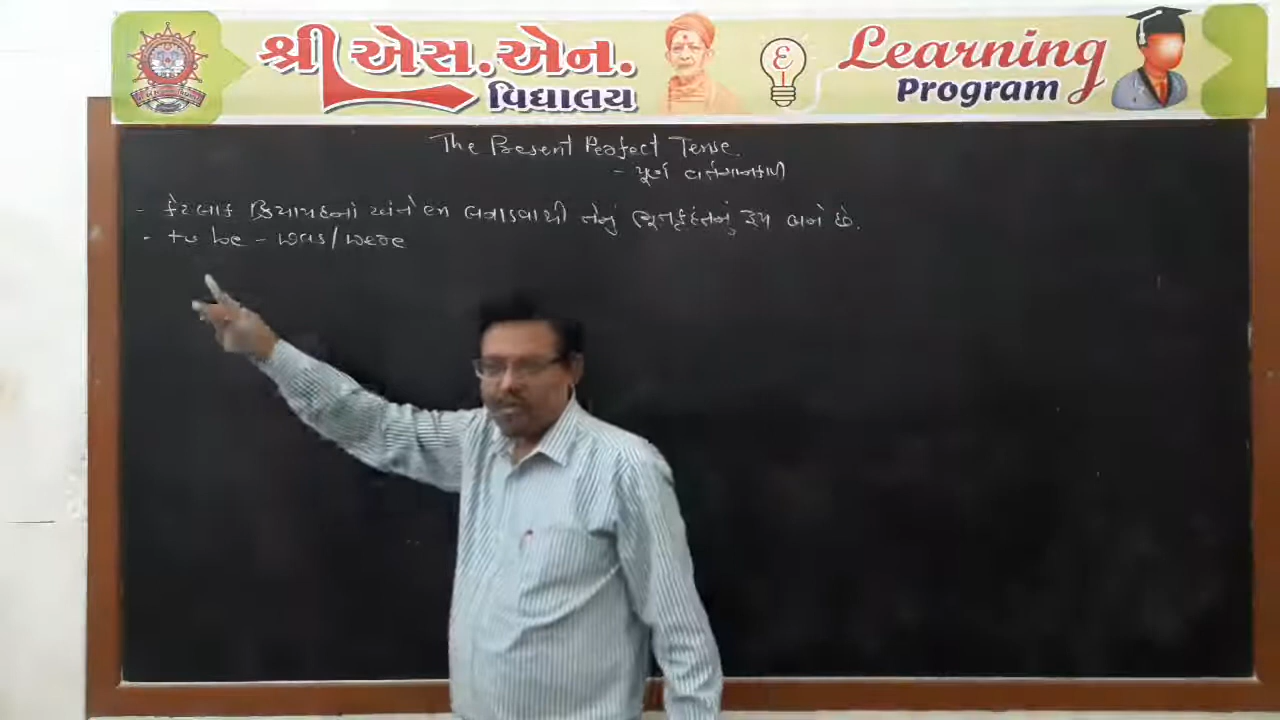 શ્રી એસ.એન.
વિદ્યાલય
Learning
Program
The Present Perfect Tense.
- પૂર્ણ વર્તમાનકાળ
- કેટલાક ક્રિયાપદનાં અંતે en લગાડવાથી તેનું ભૂતકૃદંતનું રૂપ બને છે.
- to be - was/were